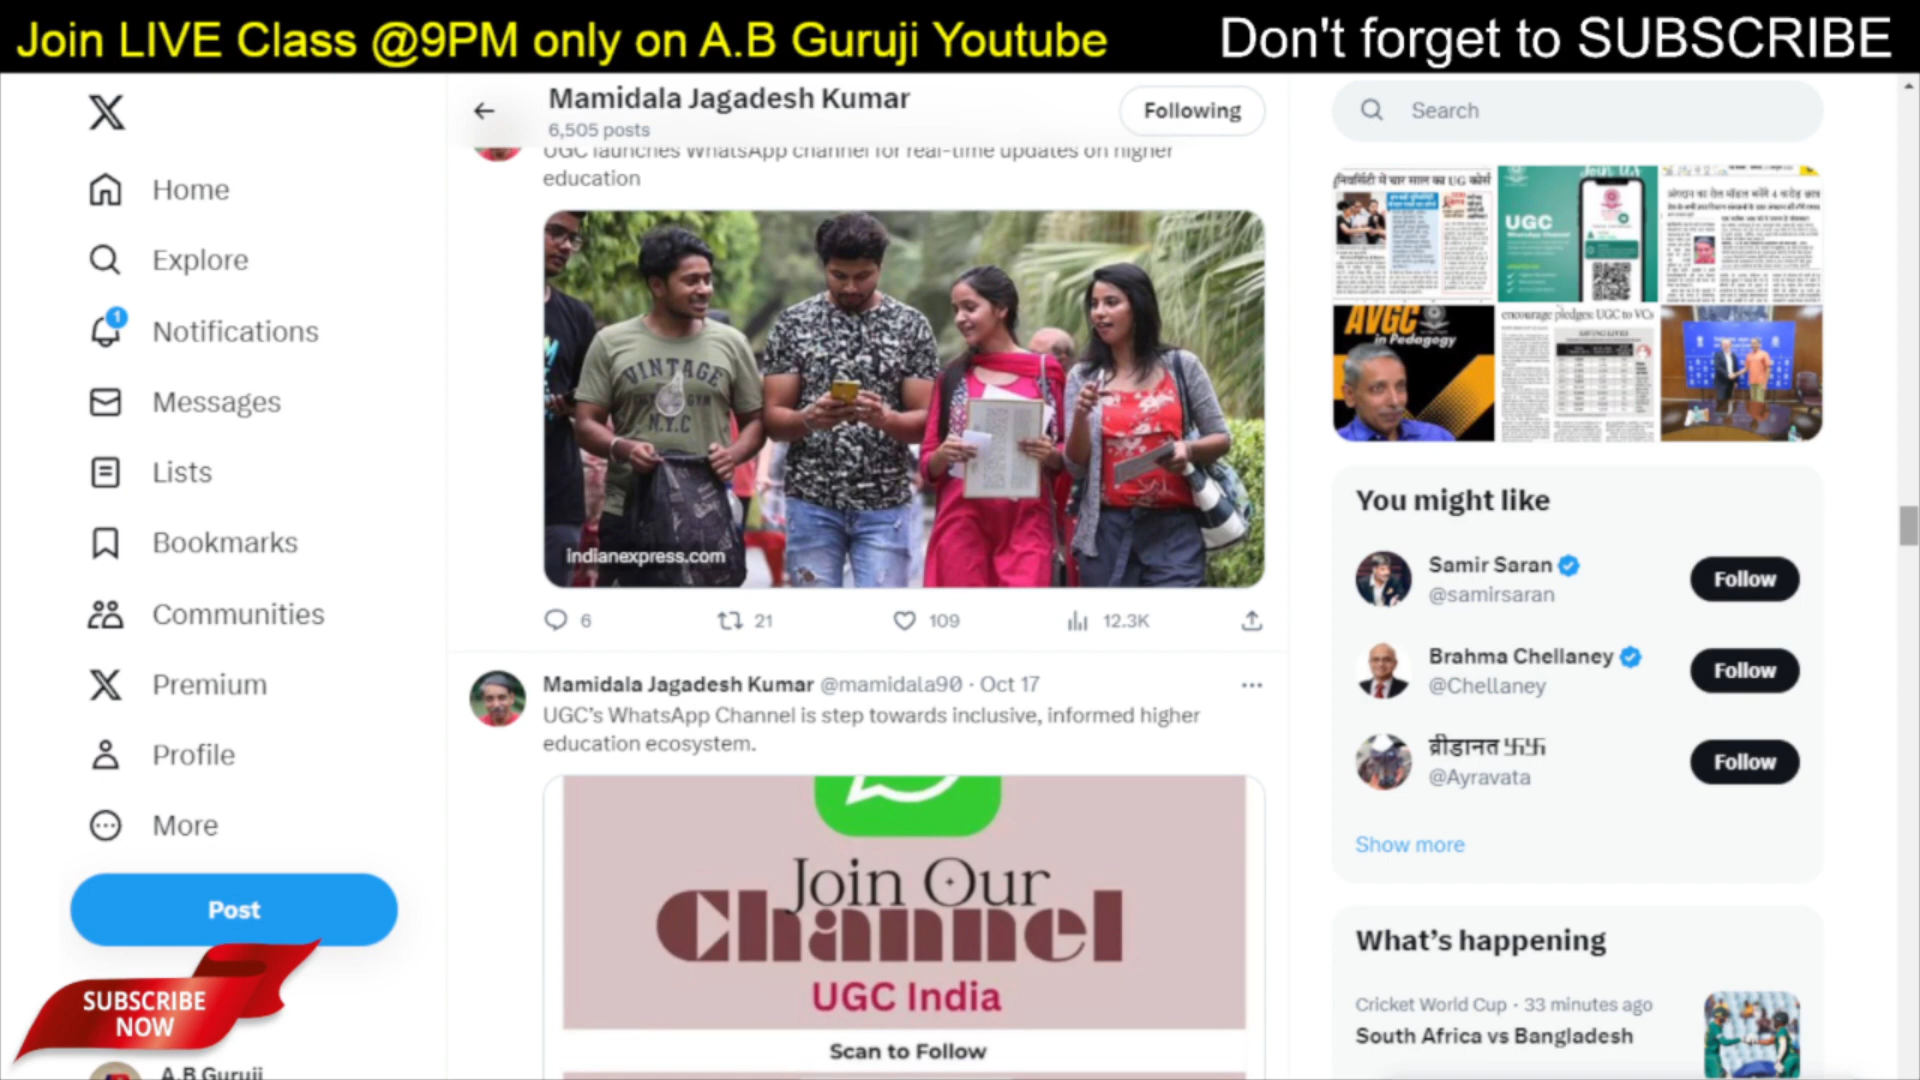 Join LIVE Class @9PM only on A.B Guruji Youtube
Don't forget to SUBSCRIBE
Home
Explore
1
Notifications
Messages
Lists
Bookmarks
Communities
Premium
Profile
More
Post
SUBSCRIBE
NOW
A.B Guruji
Mamidala Jagadesh Kumar
6,505 posts
Following
UGC launches WhatsApp channel for real-time updates on higher
education
VINTAGE
N.Y.C
indianexpress.com
6 21 109 12.3K
Mamidala Jagadesh Kumar @mamidala90 · Oct 17
UGC's WhatsApp Channel is step towards inclusive, informed higher
education ecosystem.
Join Our
Channel
UGC India
Scan to Follow
Search
UGC
AVGC
in Pedagogy
encourage pledges: UGC to VCs
You might like
Samir Saran
@samirsaran
Follow
Brahma Chellaney
@Chellaney
Follow
व्रीडानत 卐卐
@Ayravata
Follow
Show more
What's happening
Cricket World Cup · 33 minutes ago
South Africa vs Bangladesh